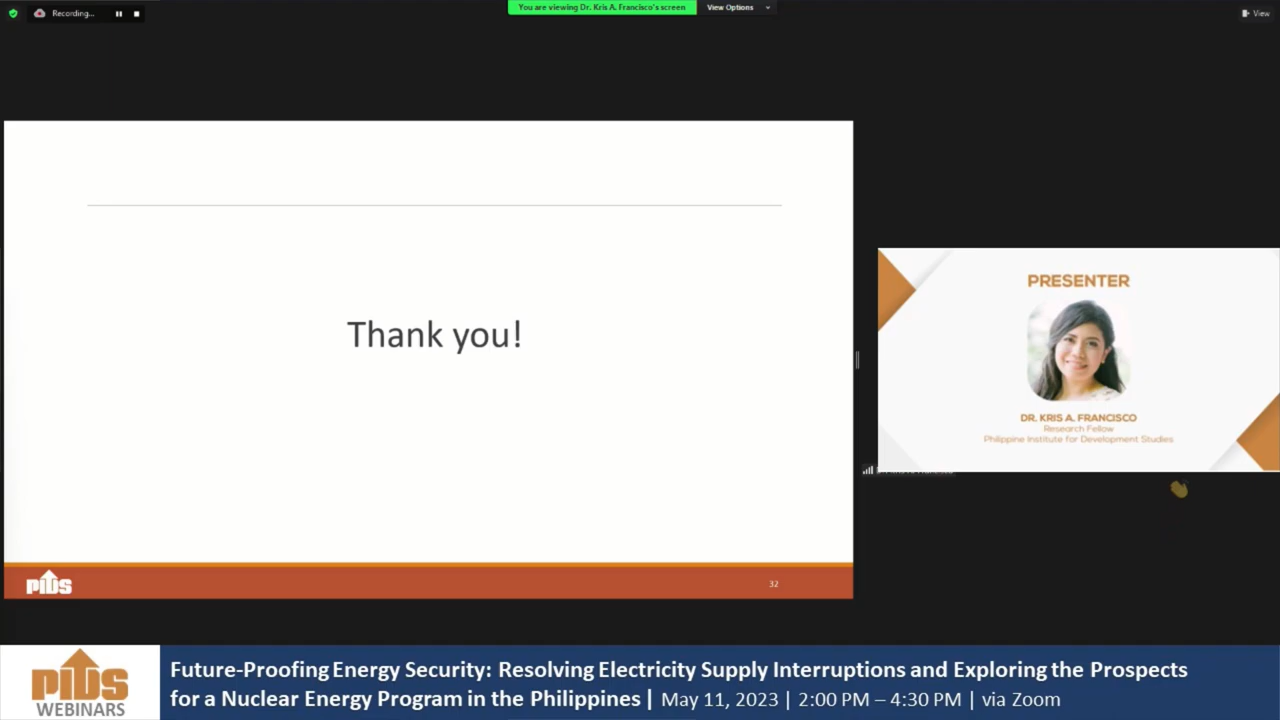 Recording...
You are viewing Dr. Kris A. Francisco's screen
View Options
View
Thank you!
PRESENTER
DR. KRIS A. FRANCISCO
Research Fellow
Philippine Institute for Development Studies
PIDS
32
PIDS
WEBINARS
Future-Proofing Energy Security: Resolving Electricity Supply Interruptions and Exploring the Prospects
for a Nuclear Energy Program in the Philippines | May 11, 2023 | 2:00 PM – 4:30 PM | via Zoom